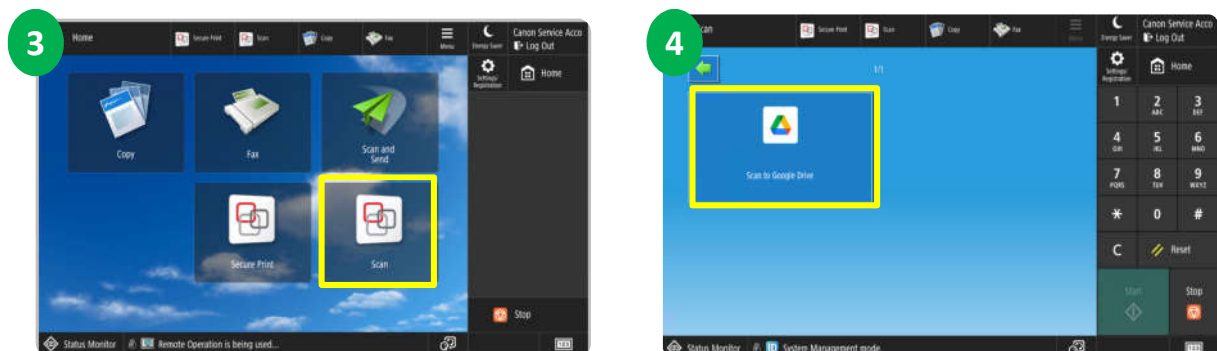 3
Home
Secure Print
Scan
Copy
Fax
Menu
Energy Saver
Canon Service Acco
Log Out
Settings/
Registration
Home
Copy
Fax
Scan and
Send
Secure Print
Scan
Stop
Status Monitor
Remote Operation is being used...
4
can
Secure Print
Scan
Copy
Fax
Menu
Energy Saver
Canon Service Acco
Log Out
Settings/
Registration
Home
1/1
Scan to Google Drive
1
2
ABC
3
DEF
4
GHI
5
JKL
6
MNO
7
PQRS
8
TUV
9
WXYZ
*
0
#
C
Reset
Start
Stop
Status Monitor
ID
System Management mode